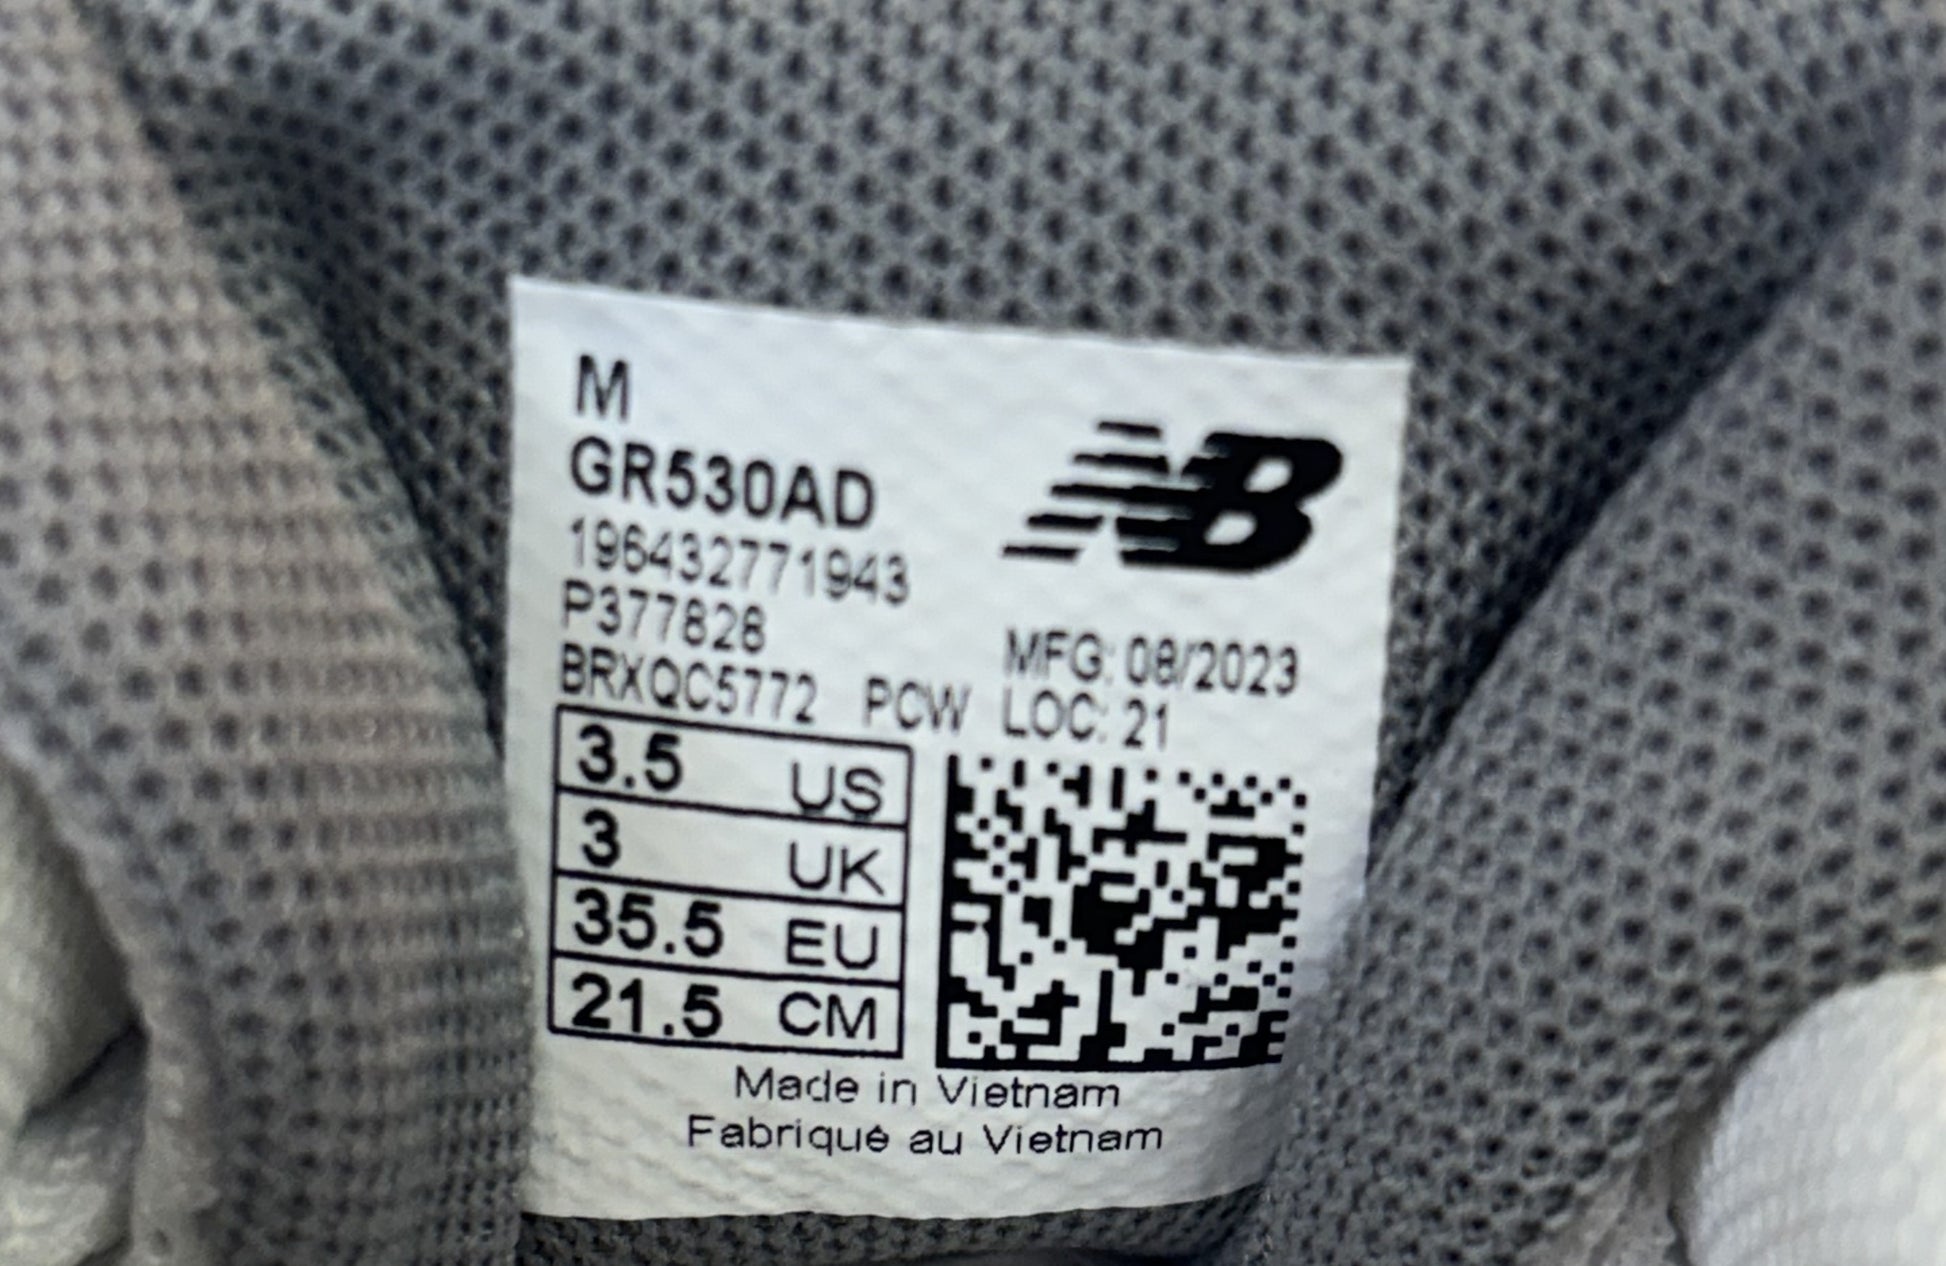 M
GR530AD
NB
196432771943
P377828
MFG: 08/2023
BRXQC5772 PCW LOC: 21
3.5 US
3 UK
35.5 EU
21.5 CM
Made in Vietnam
Fabriqué au Vietnam